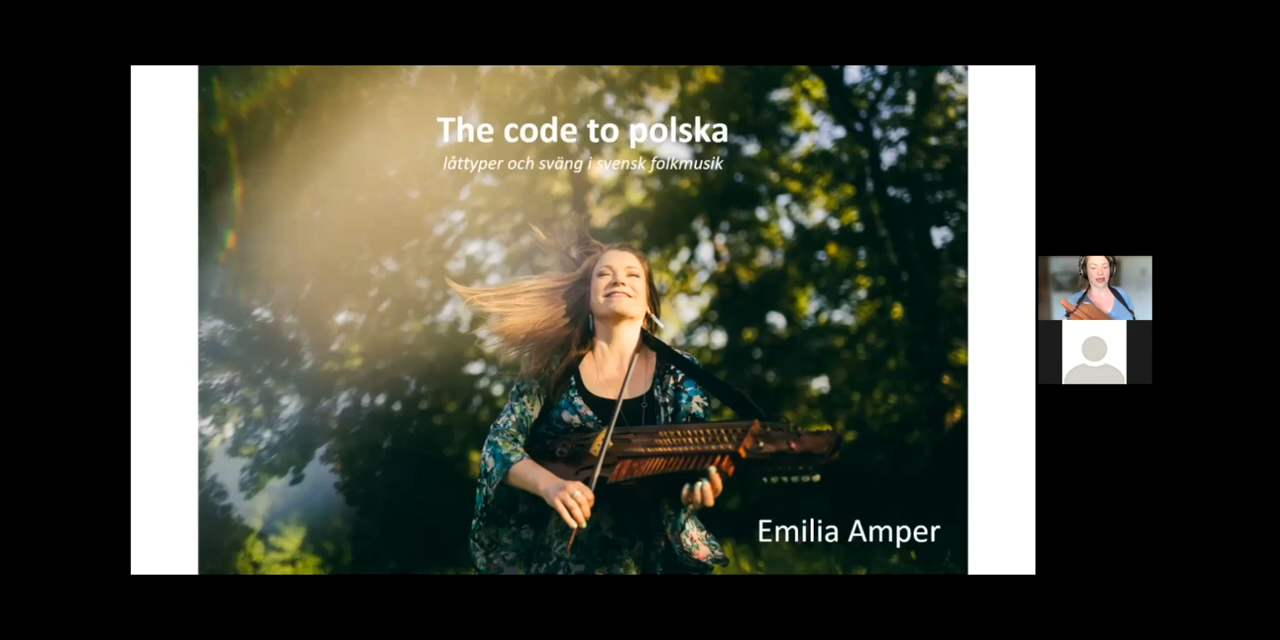 The code to polska
låttyper och sväng i svensk folkmusik
Emilia Amper